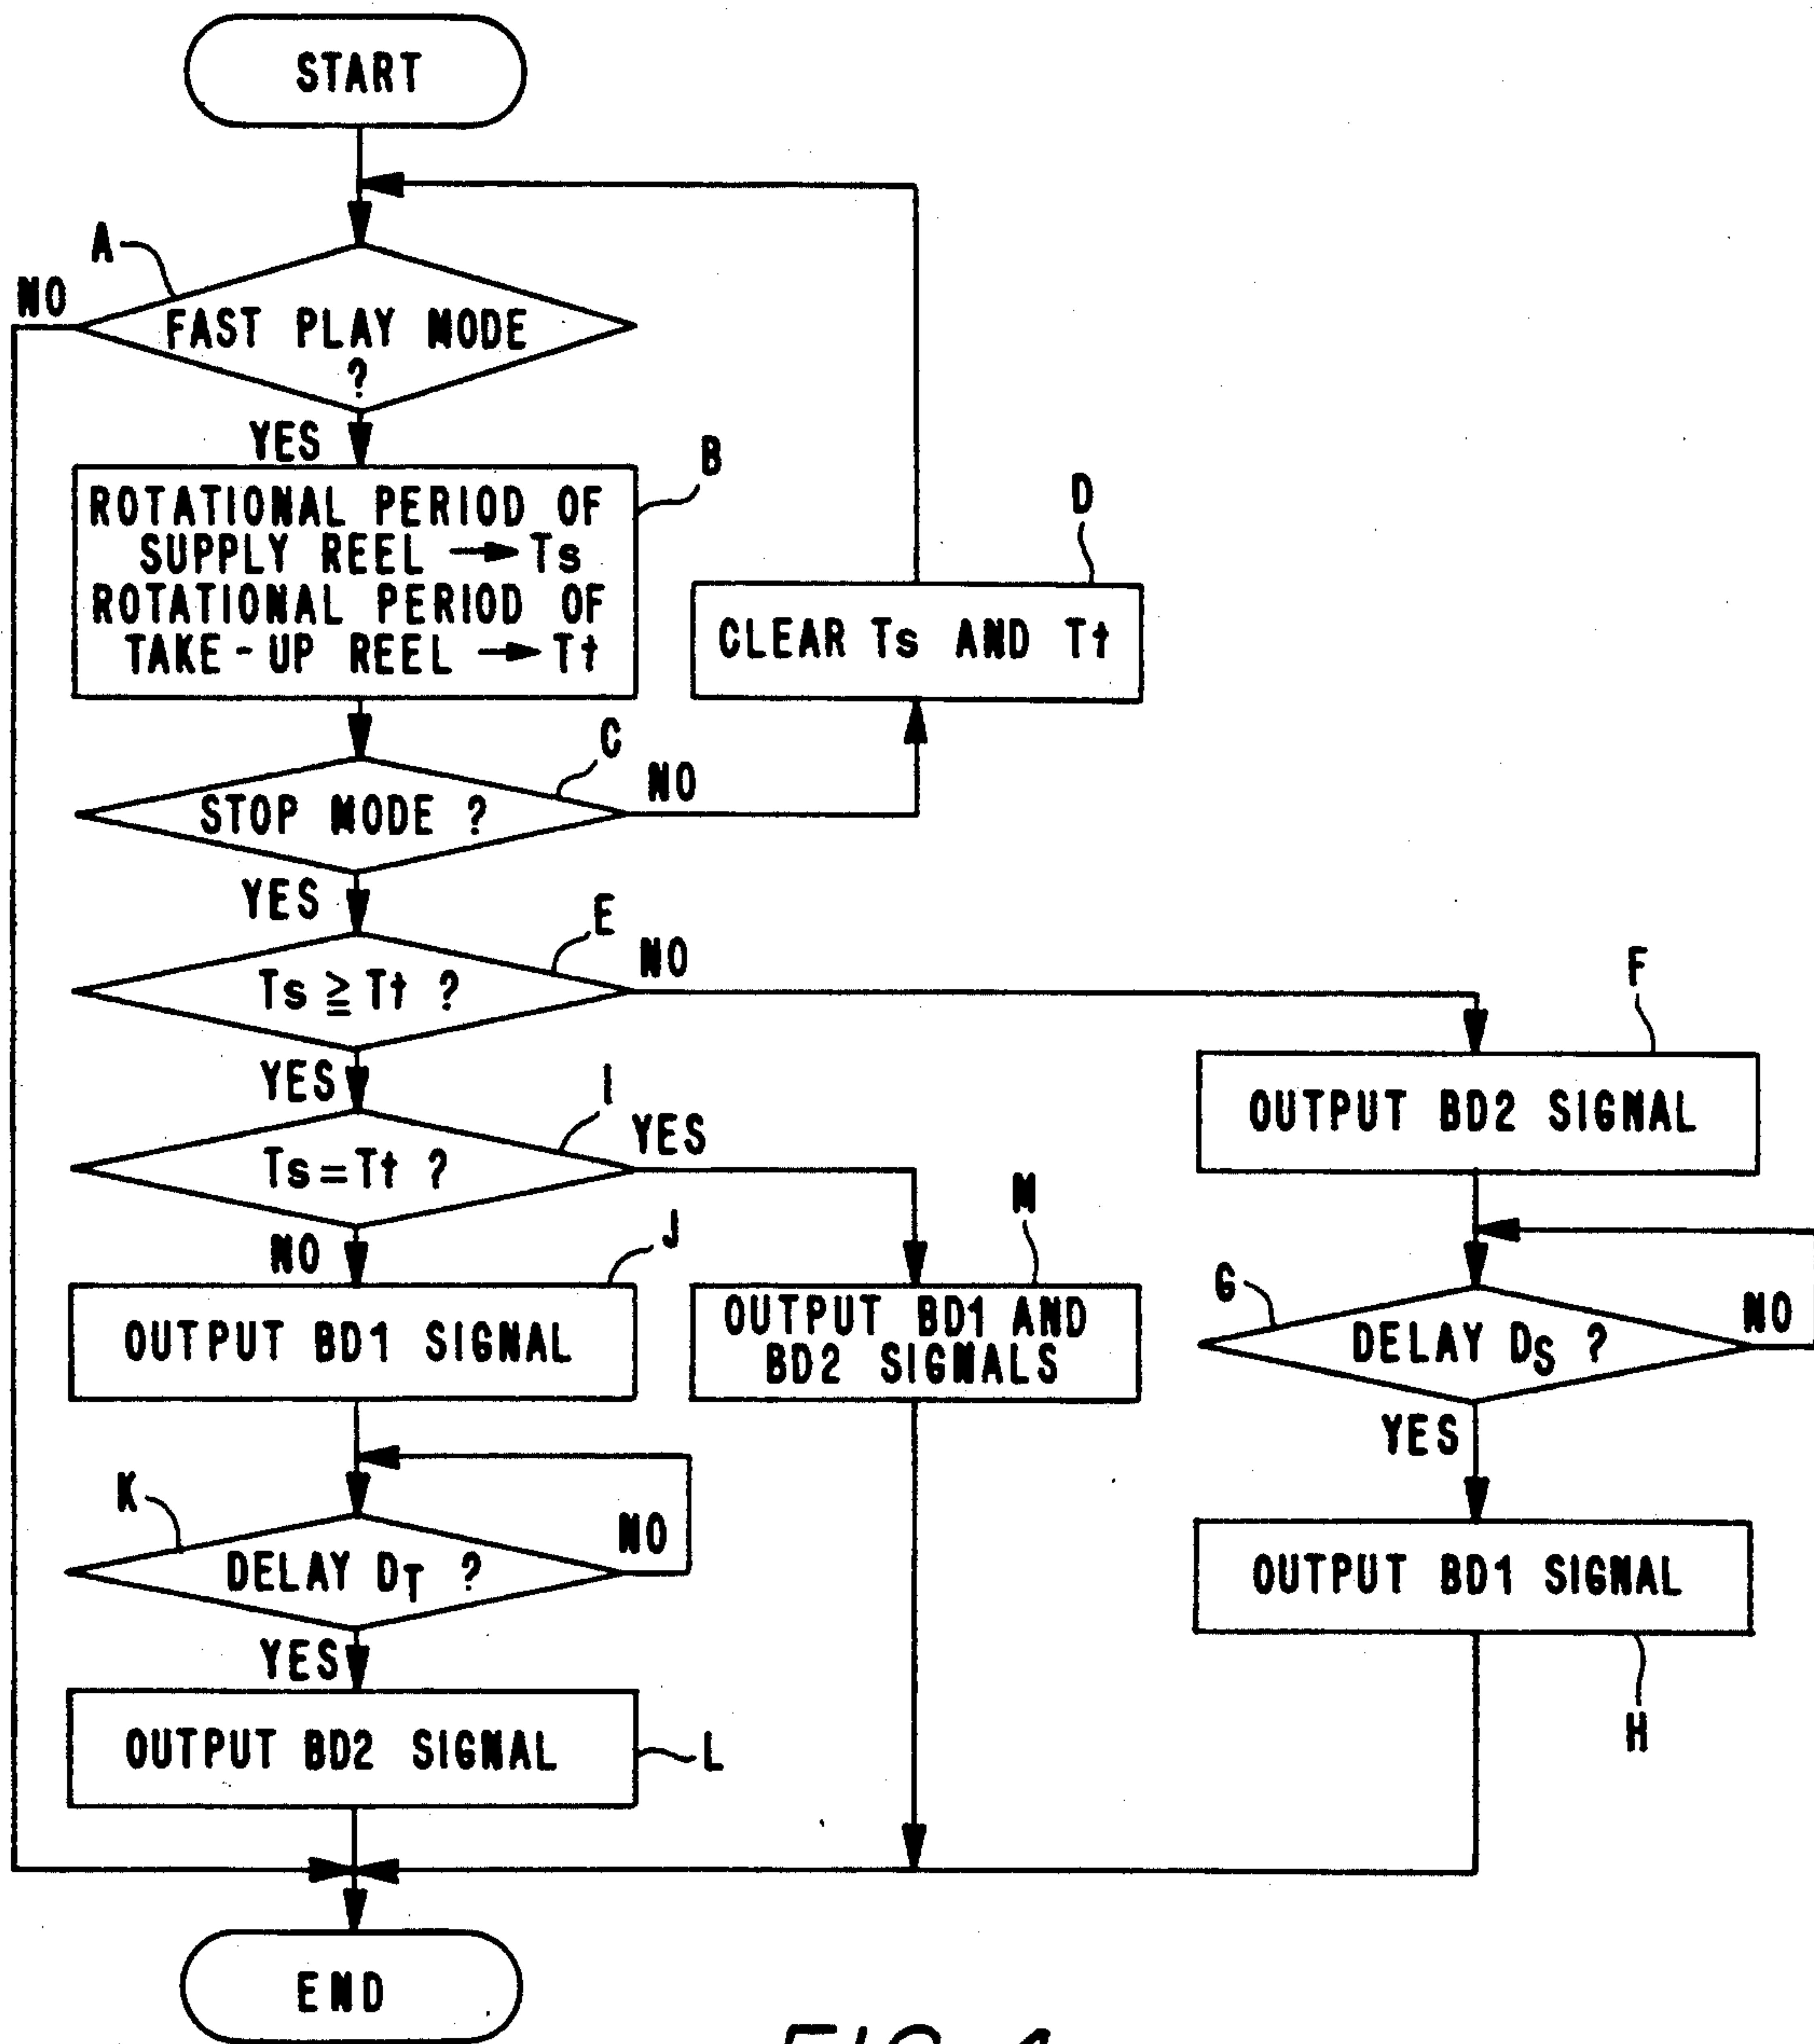 START
A
NO
FAST PLAY MODE
?
YES
B
ROTATIONAL PERIOD OF
SUPPLY REEL → Ts
ROTATIONAL PERIOD OF
TAKE-UP REEL → Tt
D
CLEAR Ts AND Tt
C
NO
STOP MODE ?
YES
E
NO
Ts ≧ Tt ?
F
YES
OUTPUT BD2 SIGNAL
I
YES
Ts = Tt ?
M
NO
J
G
NO
OUTPUT BD1 SIGNAL
OUTPUT BD1 AND
BD2 SIGNALS
DELAY DS ?
YES
K
NO
DELAY DT ?
OUTPUT BD1 SIGNAL
YES
H
OUTPUT BD2 SIGNAL
L
END